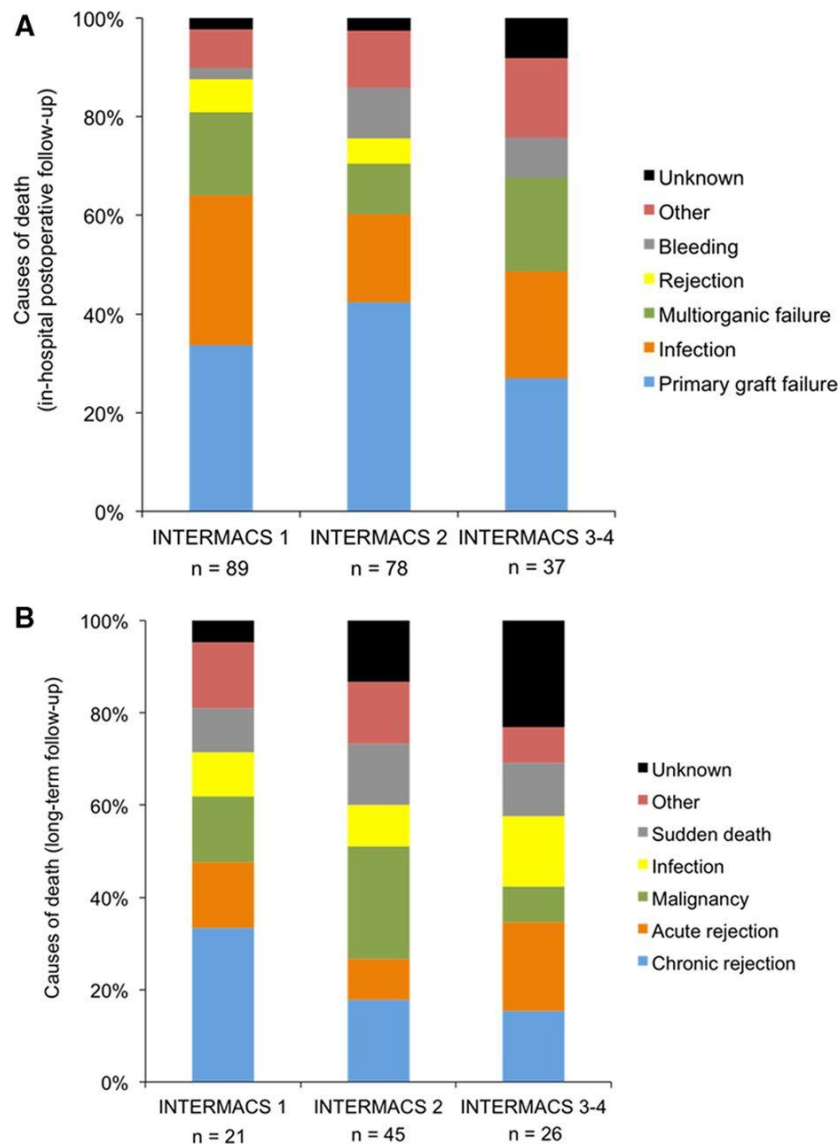 A
100%
80%
60%
40%
20%
0%
Causes of death
(in-hospital postoperative follow-up)
INTERMACS 1
n = 89
INTERMACS 2
n = 78
INTERMACS 3-4
n = 37
Unknown
Other
Bleeding
Rejection
Multiorganic failure
Infection
Primary graft failure
B
100%
80%
60%
40%
20%
0%
Causes of death (long-term follow-up)
INTERMACS 1
n = 21
INTERMACS 2
n = 45
INTERMACS 3-4
n = 26
Unknown
Other
Sudden death
Infection
Malignancy
Acute rejection
Chronic rejection